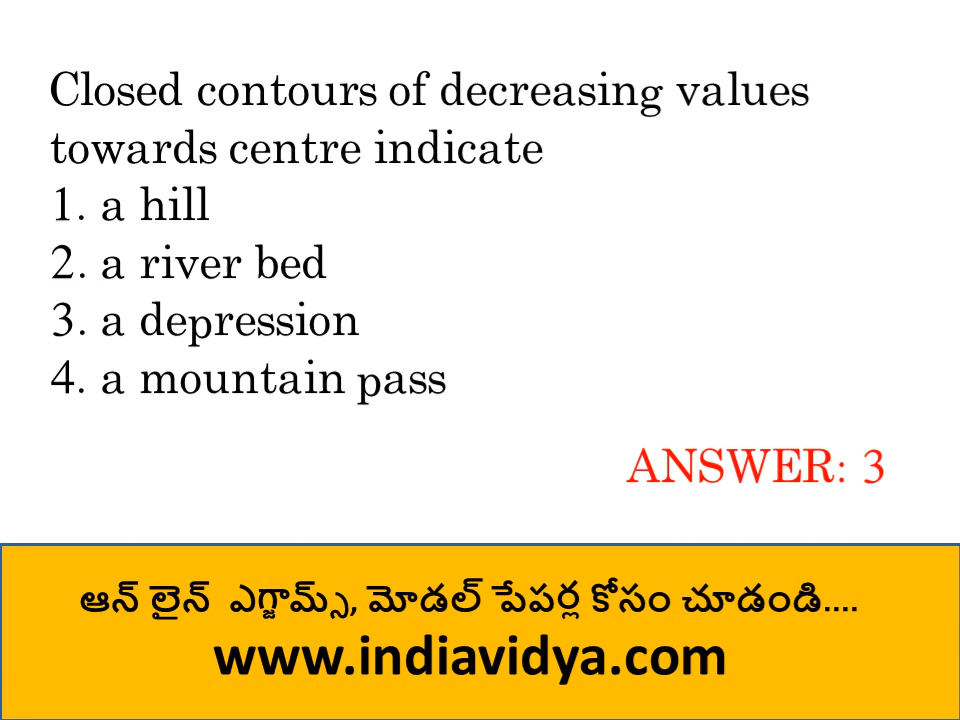 Closed contours of decreasing values
towards centre indicate
1. a hill
2. a river bed
3. a depression
4. a mountain pass
ANSWER: 3
ఆన్ లైన్ ఎగ్జామ్స్, మోడల్ పేపర్ల కోసం చూడండి....
www.indiavidya.com